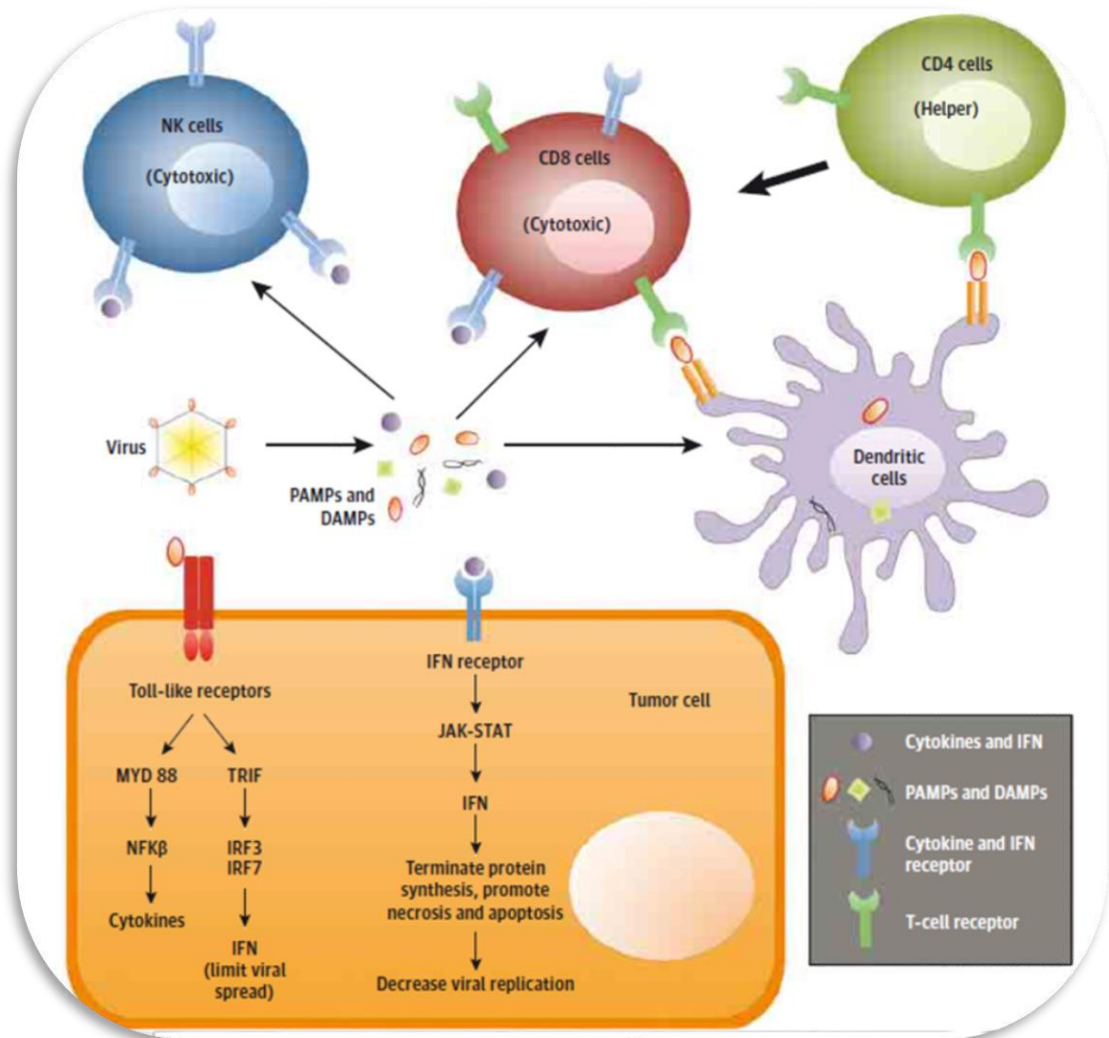 NK cells
(Cytotoxic)
CD8 cells
(Cytotoxic)
CD4 cells
(Helper)
Virus
PAMPs and
DAMPs
Dendritic
cells
Toll-like receptors
MYD 88
NFKβ
Cytokines
TRIF
IRF3
IRF7
IFN
(limit viral
spread)
IFN receptor
JAK-STAT
IFN
Terminate protein
synthesis, promote
necrosis and apoptosis
Decrease viral replication
Tumor cell
Cytokines and IFN
PAMPs and DAMPs
Cytokine and IFN
receptor
T-cell receptor